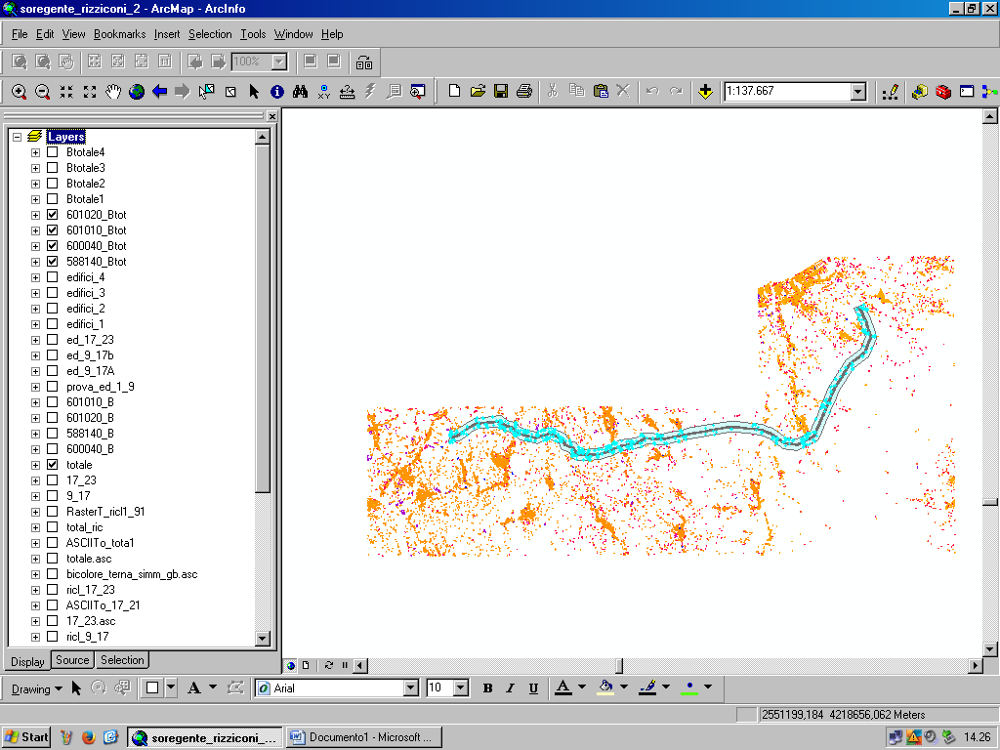 soregente_rizziconi_2 - ArcMap - ArcInfo
File Edit View Bookmarks Insert Selection Tools Window Help
100%
1:137.667
Layers
Btotale4
Btotale3
Btotale2
Btotale1
601020_Btot
601010_Btot
600040_Btot
588140_Btot
edifici_4
edifici_3
edifici_2
edifici_1
ed_17_23
ed_9_17b
ed_9_17A
prova_ed_1_9
601010_B
601020_B
588140_B
600040_B
totale
17_23
9_17
RasterT_ricl1_91
total_ric
ASCIITo_tota1
totale.asc
bicolore_terna_simm_gb.asc
ricl_17_23
ASCIITo_17_21
17_23.asc
ricl_9_17
Display Source Selection
Drawing A Arial 10 B I U A
2551199,184 4218656,062 Meters
Start soregente_rizziconi_... Documento1 - Microsoft ... 14.26